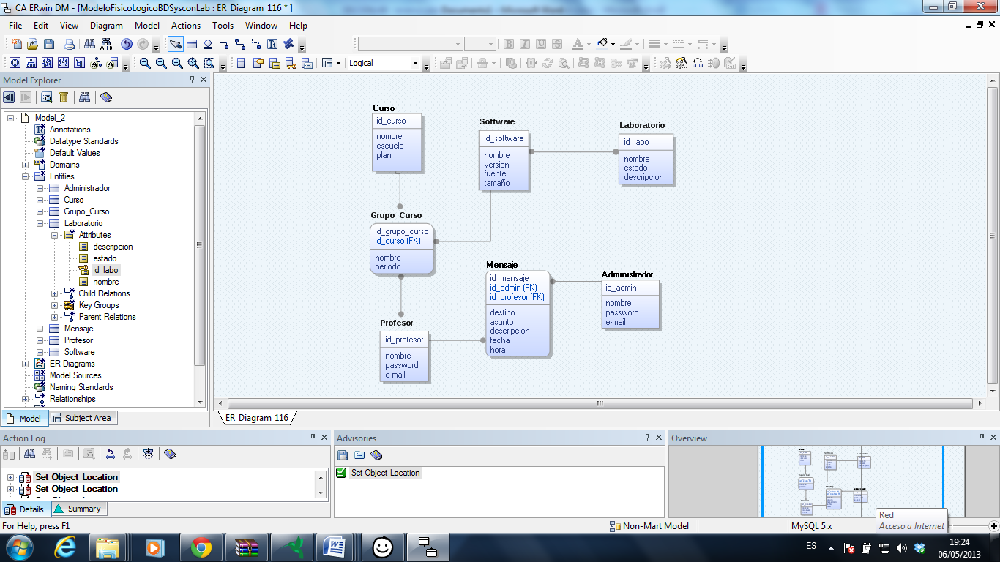 CA ERwin DM - [ModeloFisicoLogicoBDSysconLab : ER_Diagram_116 * ]
File Edit View Diagram Model Actions Tools Window Help
Logical
Model Explorer
Model_2
Annotations
Datatype Standards
Default Values
Domains
Entities
Administrador
Curso
Grupo_Curso
Laboratorio
Attributes
descripcion
estado
id_labo
nombre
Child Relations
Key Groups
Parent Relations
Mensaje
Profesor
Software
ER Diagrams
Model Sources
Naming Standards
Relationships
Model Subject Area
Curso
id_curso
nombre
escuela
plan
Software
id_software
nombre
version
fuente
tamaño
Laboratorio
id_labo
nombre
estado
descripcion
Grupo_Curso
id_grupo_curso
id_curso (FK)
nombre
periodo
Mensaje
id_mensaje
id_admin (FK)
id_profesor (FK)
destino
asunto
descripcion
fecha
hora
Administrador
id_admin
nombre
password
e-mail
Profesor
id_profesor
nombre
password
e-mail
ER_Diagram_116
Action Log
Set Object Location
Set Object Location
Details Summary
Advisories
Set Object Location
Overview
Red
Acceso a Internet
For Help, press F1
Non-Mart Model
MySQL 5.x
ES
19:24
06/05/2013